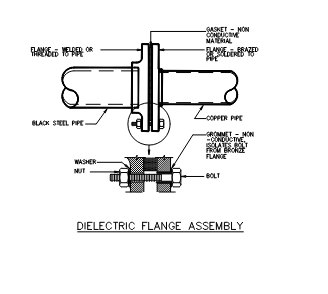 GASKET - NON
CONDUCTIVE
MATERIAL
FLANGE - WELDED OR
THREADED TO PIPE
FLANGE - BRAZED
OR SOLDERED TO
PIPE
BLACK STEEL PIPE
COPPER PIPE
GROMMET - NON
-CONDUCTIVE,
ISOLATES BOLT
FROM BRONZE
FLANGE
WASHER
NUT
BOLT
DIELECTRIC FLANGE ASSEMBLY